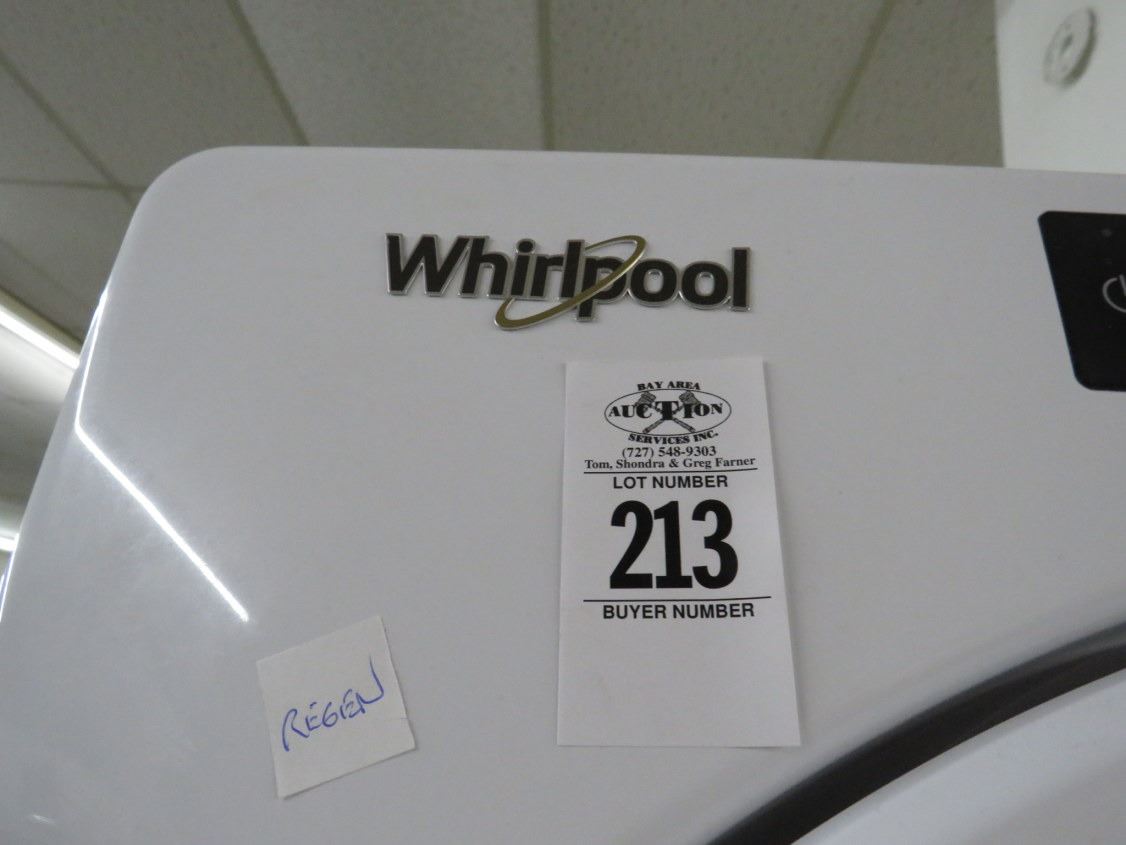 Whirlpool
BAY AREA
AUCTION
SERVICES INC.
(727) 548-9303
Tom, Shondra & Greg Farner
LOT NUMBER
213
BUYER NUMBER
REGEN